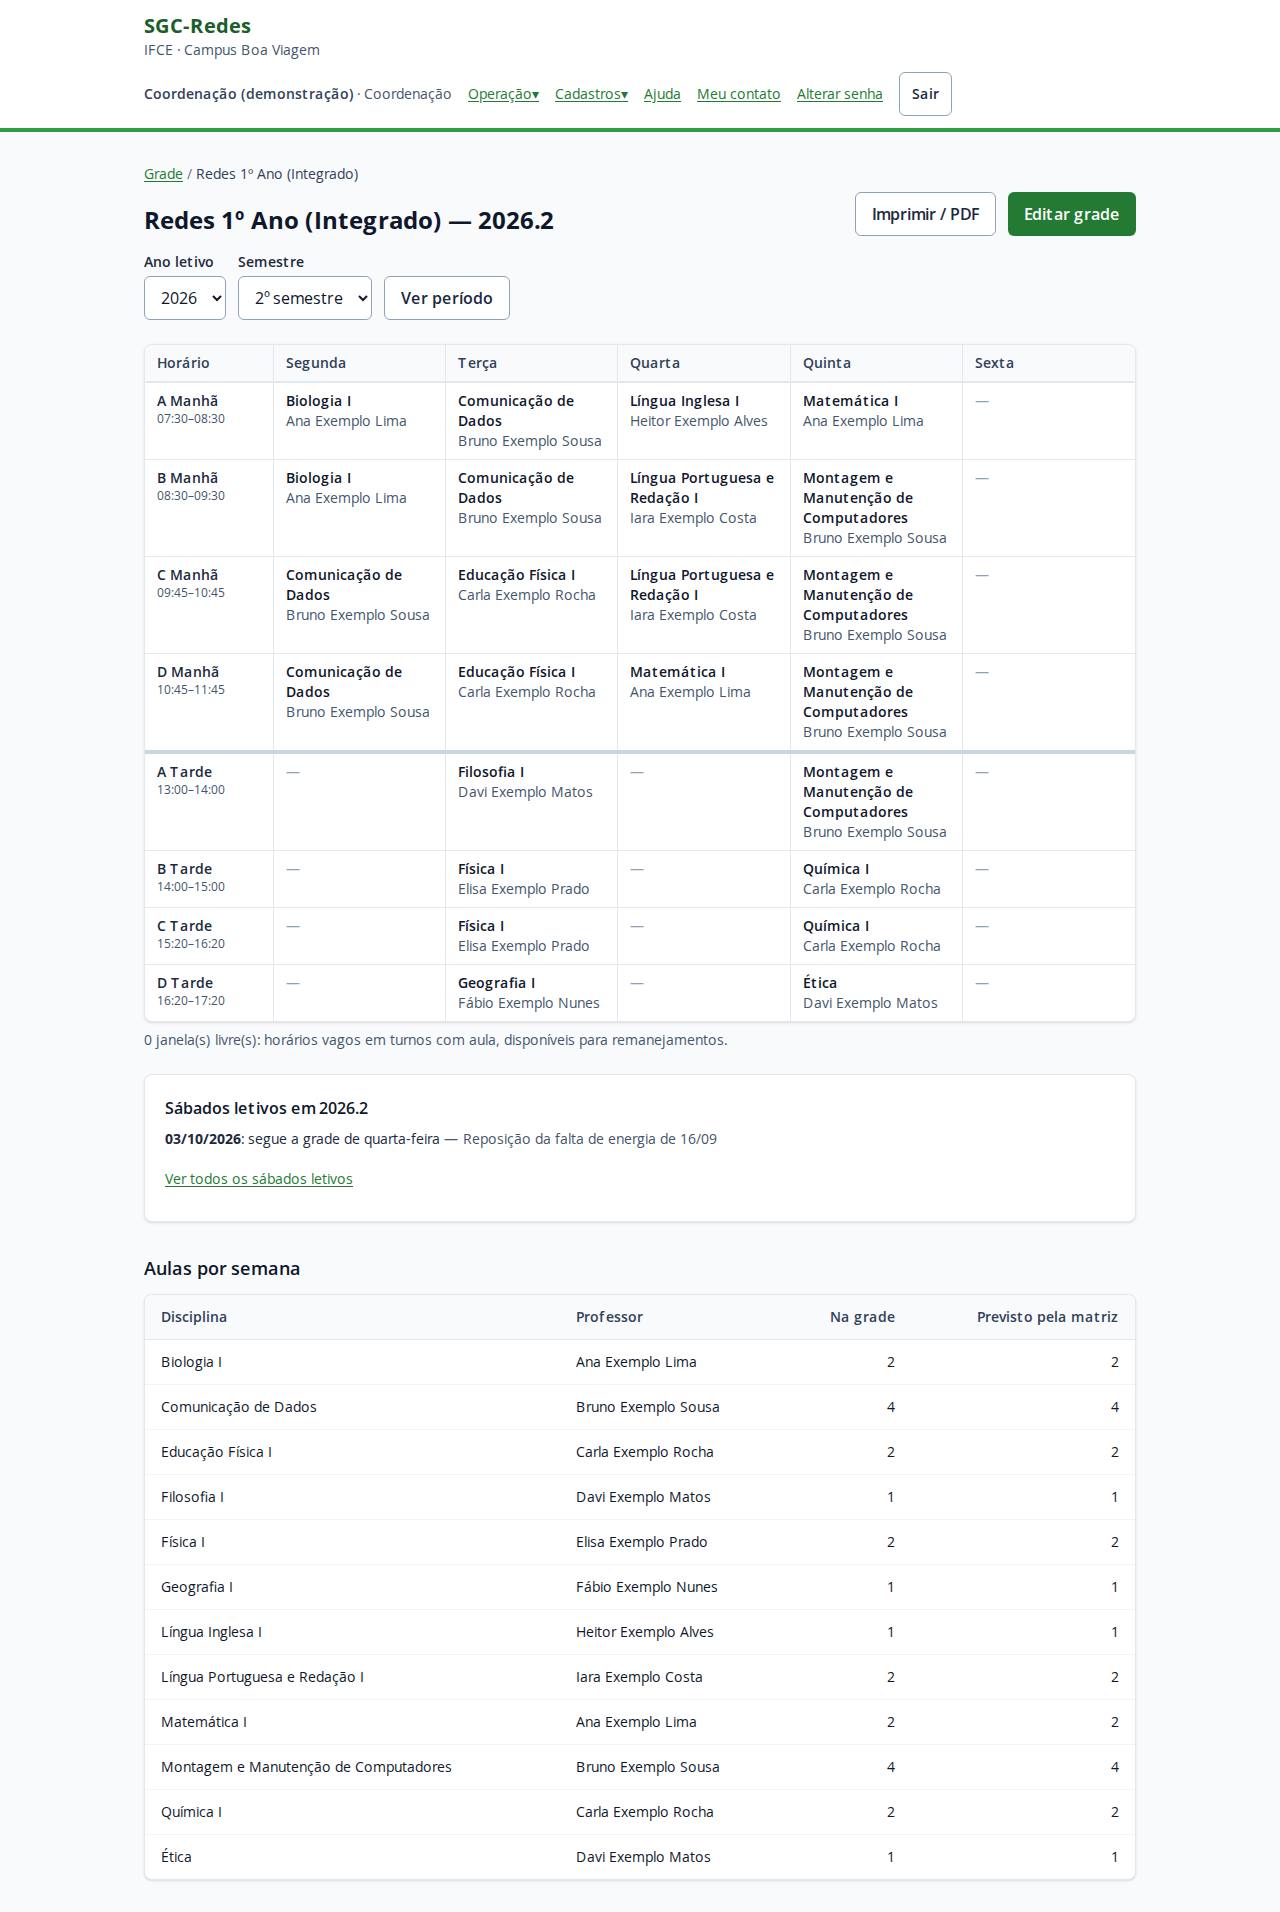 SGC-Redes
IFCE · Campus Boa Viagem
Coordenação (demonstração) · Coordenação Operação▾ Cadastros▾ Ajuda Meu contato Alterar senha Sair
Grade / Redes 1º Ano (Integrado)
Redes 1º Ano (Integrado) — 2026.2 Imprimir / PDF Editar grade
Ano letivo Semestre
2026 2º semestre Ver período
Horário Segunda Terça Quarta Quinta Sexta
A Manhã Biologia I Comunicação de Língua Inglesa I Matemática I —
07:30–08:30 Ana Exemplo Lima Dados Heitor Exemplo Alves Ana Exemplo Lima
Bruno Exemplo Sousa
B Manhã Biologia I Comunicação de Língua Portuguesa e Montagem e —
08:30–09:30 Ana Exemplo Lima Dados Redação I Manutenção de
Bruno Exemplo Sousa Iara Exemplo Costa Computadores
Bruno Exemplo Sousa
C Manhã Comunicação de Educação Física I Língua Portuguesa e Montagem e —
09:45–10:45 Dados Carla Exemplo Rocha Redação I Manutenção de
Bruno Exemplo Sousa Iara Exemplo Costa Computadores
Bruno Exemplo Sousa
D Manhã Comunicação de Educação Física I Matemática I Montagem e —
10:45–11:45 Dados Carla Exemplo Rocha Ana Exemplo Lima Manutenção de
Bruno Exemplo Sousa Computadores
Bruno Exemplo Sousa
A Tarde — Filosofia I — Montagem e —
13:00–14:00 Davi Exemplo Matos Manutenção de
Computadores
Bruno Exemplo Sousa
B Tarde — Física I — Química I —
14:00–15:00 Elisa Exemplo Prado Carla Exemplo Rocha
C Tarde — Física I — Química I —
15:20–16:20 Elisa Exemplo Prado Carla Exemplo Rocha
D Tarde — Geografia I — Ética —
16:20–17:20 Fábio Exemplo Nunes Davi Exemplo Matos
0 janela(s) livre(s): horários vagos em turnos com aula, disponíveis para remanejamentos.
Sábados letivos em 2026.2
03/10/2026: segue a grade de quarta-feira — Reposição da falta de energia de 16/09
Ver todos os sábados letivos
Aulas por semana
Disciplina Professor Na grade Previsto pela matriz
Biologia I Ana Exemplo Lima 2 2
Comunicação de Dados Bruno Exemplo Sousa 4 4
Educação Física I Carla Exemplo Rocha 2 2
Filosofia I Davi Exemplo Matos 1 1
Física I Elisa Exemplo Prado 2 2
Geografia I Fábio Exemplo Nunes 1 1
Língua Inglesa I Heitor Exemplo Alves 1 1
Língua Portuguesa e Redação I Iara Exemplo Costa 2 2
Matemática I Ana Exemplo Lima 2 2
Montagem e Manutenção de Computadores Bruno Exemplo Sousa 4 4
Química I Carla Exemplo Rocha 2 2
Ética Davi Exemplo Matos 1 1